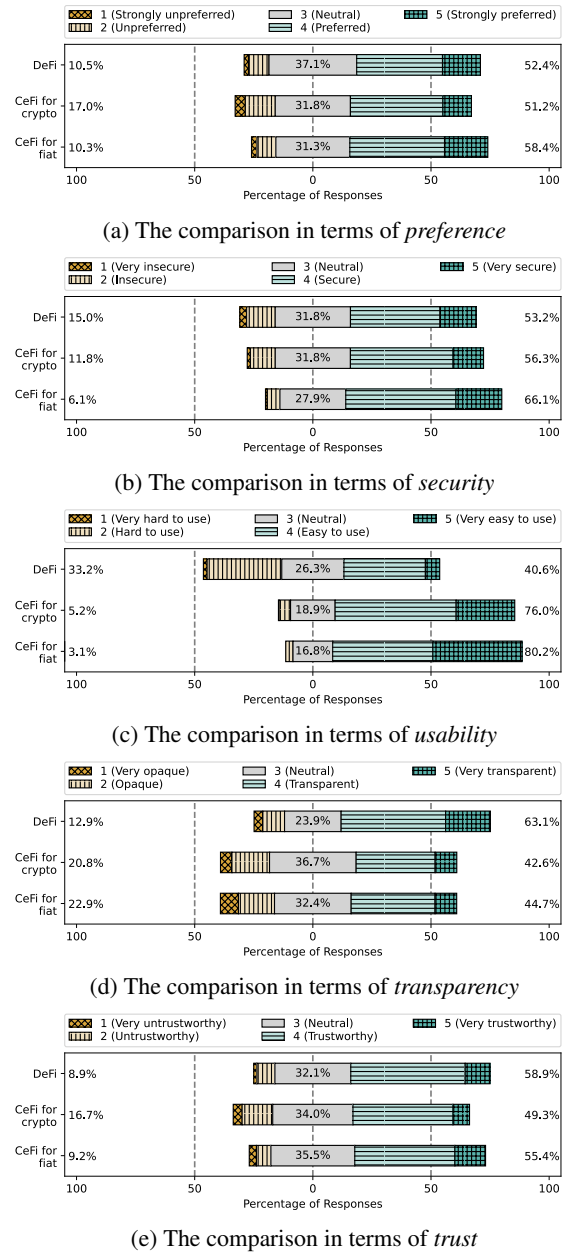 1 (Strongly unpreferred) 3 (Neutral) 5 (Strongly preferred)
2 (Unpreferred) 4 (Preferred)
DeFi 10.5% 37.1% 52.4%
CeFi for crypto 17.0% 31.8% 51.2%
CeFi for fiat 10.3% 31.3% 58.4%
100 50 0 50 100
Percentage of Responses
(a) The comparison in terms of preference
1 (Very insecure) 3 (Neutral) 5 (Very secure)
2 (Insecure) 4 (Secure)
DeFi 15.0% 31.8% 53.2%
CeFi for crypto 11.8% 31.8% 56.3%
CeFi for fiat 6.1% 27.9% 66.1%
100 50 0 50 100
Percentage of Responses
(b) The comparison in terms of security
1 (Very hard to use) 3 (Neutral) 5 (Very easy to use)
2 (Hard to use) 4 (Easy to use)
DeFi 33.2% 26.3% 40.6%
CeFi for crypto 5.2% 18.9% 76.0%
CeFi for fiat 3.1% 16.8% 80.2%
100 50 0 50 100
Percentage of Responses
(c) The comparison in terms of usability
1 (Very opaque) 3 (Neutral) 5 (Very transparent)
2 (Opaque) 4 (Transparent)
DeFi 12.9% 23.9% 63.1%
CeFi for crypto 20.8% 36.7% 42.6%
CeFi for fiat 22.9% 32.4% 44.7%
100 50 0 50 100
Percentage of Responses
(d) The comparison in terms of transparency
1 (Very untrustworthy) 3 (Neutral) 5 (Very trustworthy)
2 (Untrustworthy) 4 (Trustworthy)
DeFi 8.9% 32.1% 58.9%
CeFi for crypto 16.7% 34.0% 49.3%
CeFi for fiat 9.2% 35.5% 55.4%
100 50 0 50 100
Percentage of Responses
(e) The comparison in terms of trust